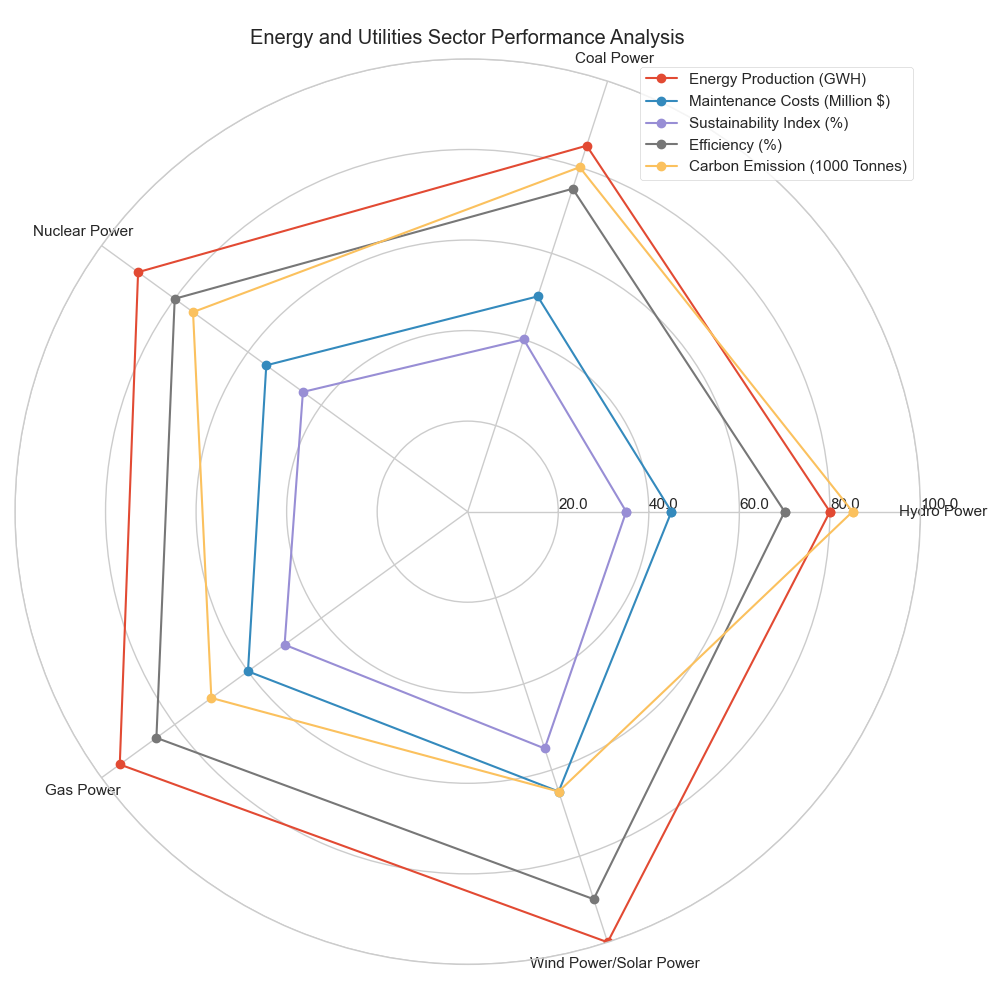 Energy and Utilities Sector Performance Analysis
Coal Power
Energy Production (GWH)
Maintenance Costs (Million $)
Sustainability Index (%)
Efficiency (%)
Carbon Emission (1000 Tonnes)
Nuclear Power
20.0
40.0
60.0
80.0
100.0
Hydro Power
Gas Power
Wind Power/Solar Power